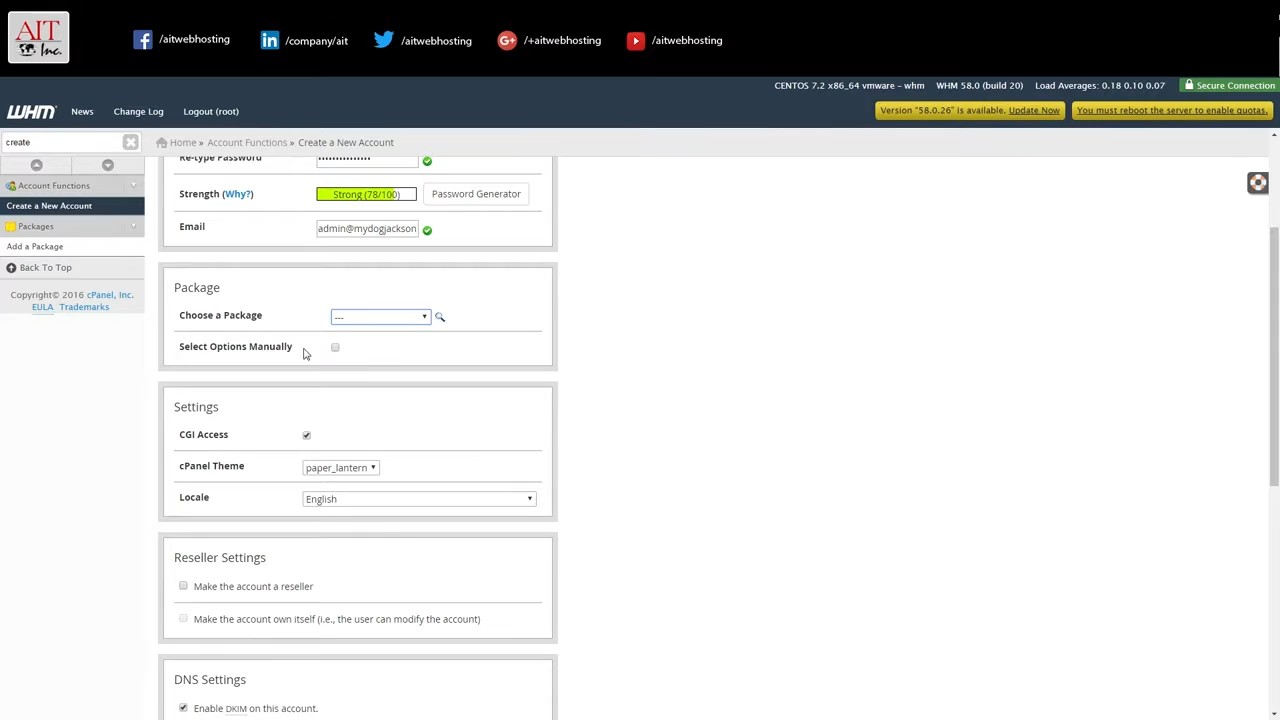 AIT
Inc.
/aitwebhosting
/company/ait
/aitwebhosting
/+aitwebhosting
/aitwebhosting
CENTOS 7.2 x86_64 vmware – whm
WHM 58.0 (build 20)
Load Averages: 0.18 0.10 0.07
Secure Connection
WHM
News
Change Log
Logout (root)
Version "58.0.26" is available. Update Now
You must reboot the server to enable quotas.
create
Home » Account Functions » Create a New Account
Account Functions
Create a New Account
Packages
Add a Package
Back To Top
Copyright© 2016 cPanel, Inc.
EULA Trademarks
Re-type Password
Strength (Why?)
Strong (78/100)
Password Generator
Email
admin@mydogjackson
Package
Choose a Package
---
Select Options Manually
Settings
CGI Access
cPanel Theme
paper_lantern
Locale
English
Reseller Settings
Make the account a reseller
Make the account own itself (i.e., the user can modify the account)
DNS Settings
Enable DKIM on this account.